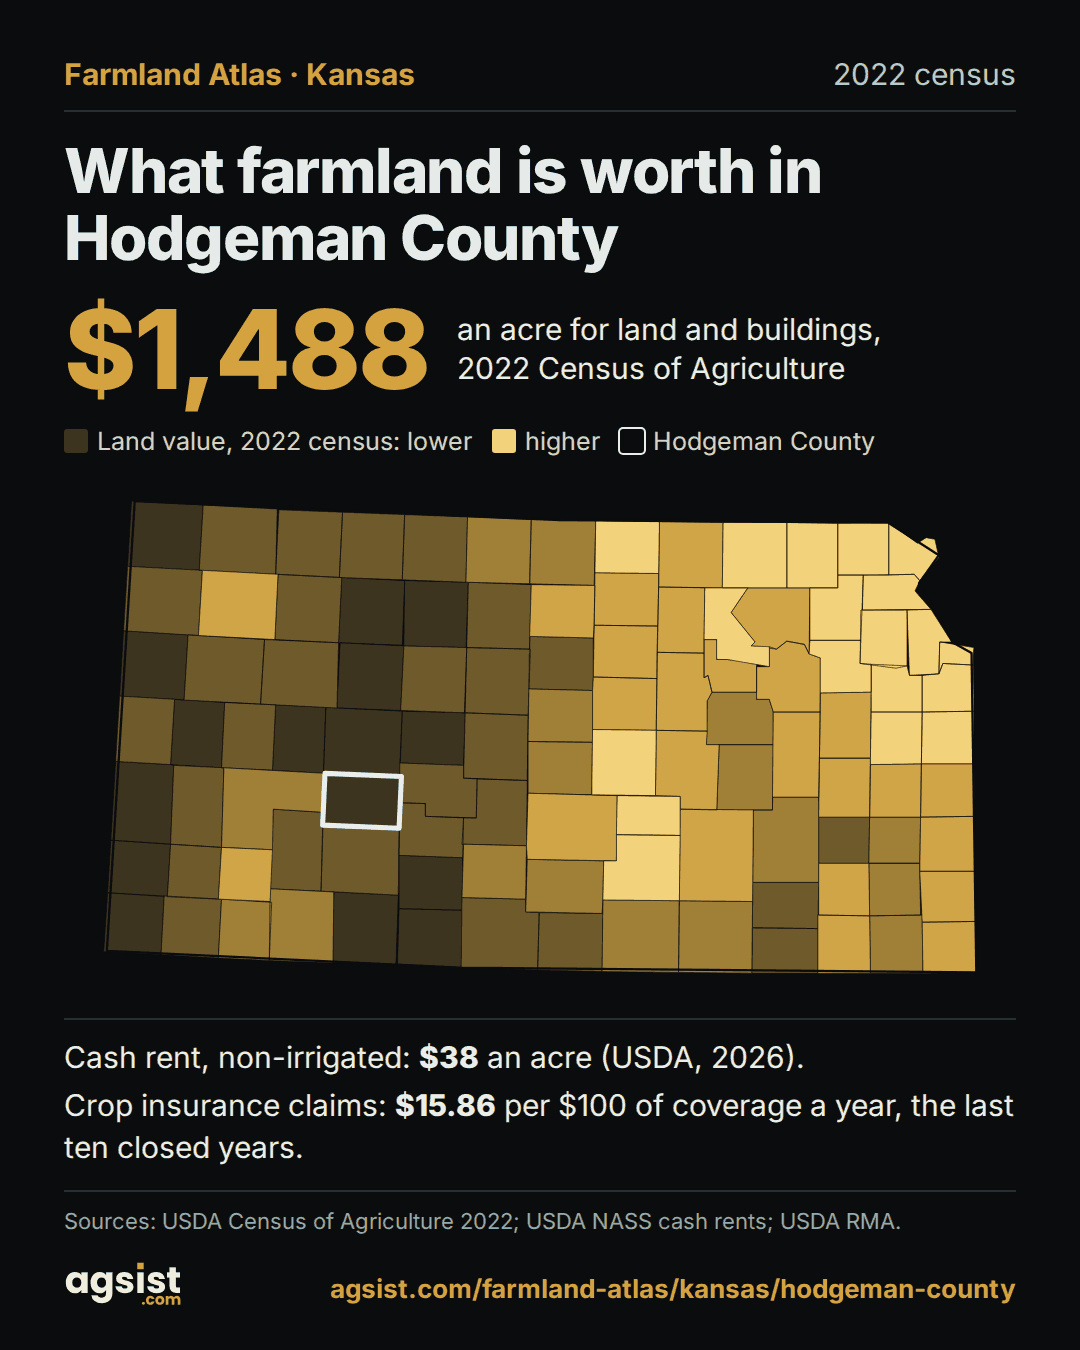 Farmland Atlas · Kansas
2022 census
What farmland is worth in
Hodgeman County
$1,488
an acre for land and buildings,
2022 Census of Agriculture
Land value, 2022 census: lower
higher
Hodgeman County
Cash rent, non-irrigated: $38 an acre (USDA, 2026).
Crop insurance claims: $15.86 per $100 of coverage a year, the last
ten closed years.
Sources: USDA Census of Agriculture 2022; USDA NASS cash rents; USDA RMA.
agsist
.com
agsist.com/farmland-atlas/kansas/hodgeman-county